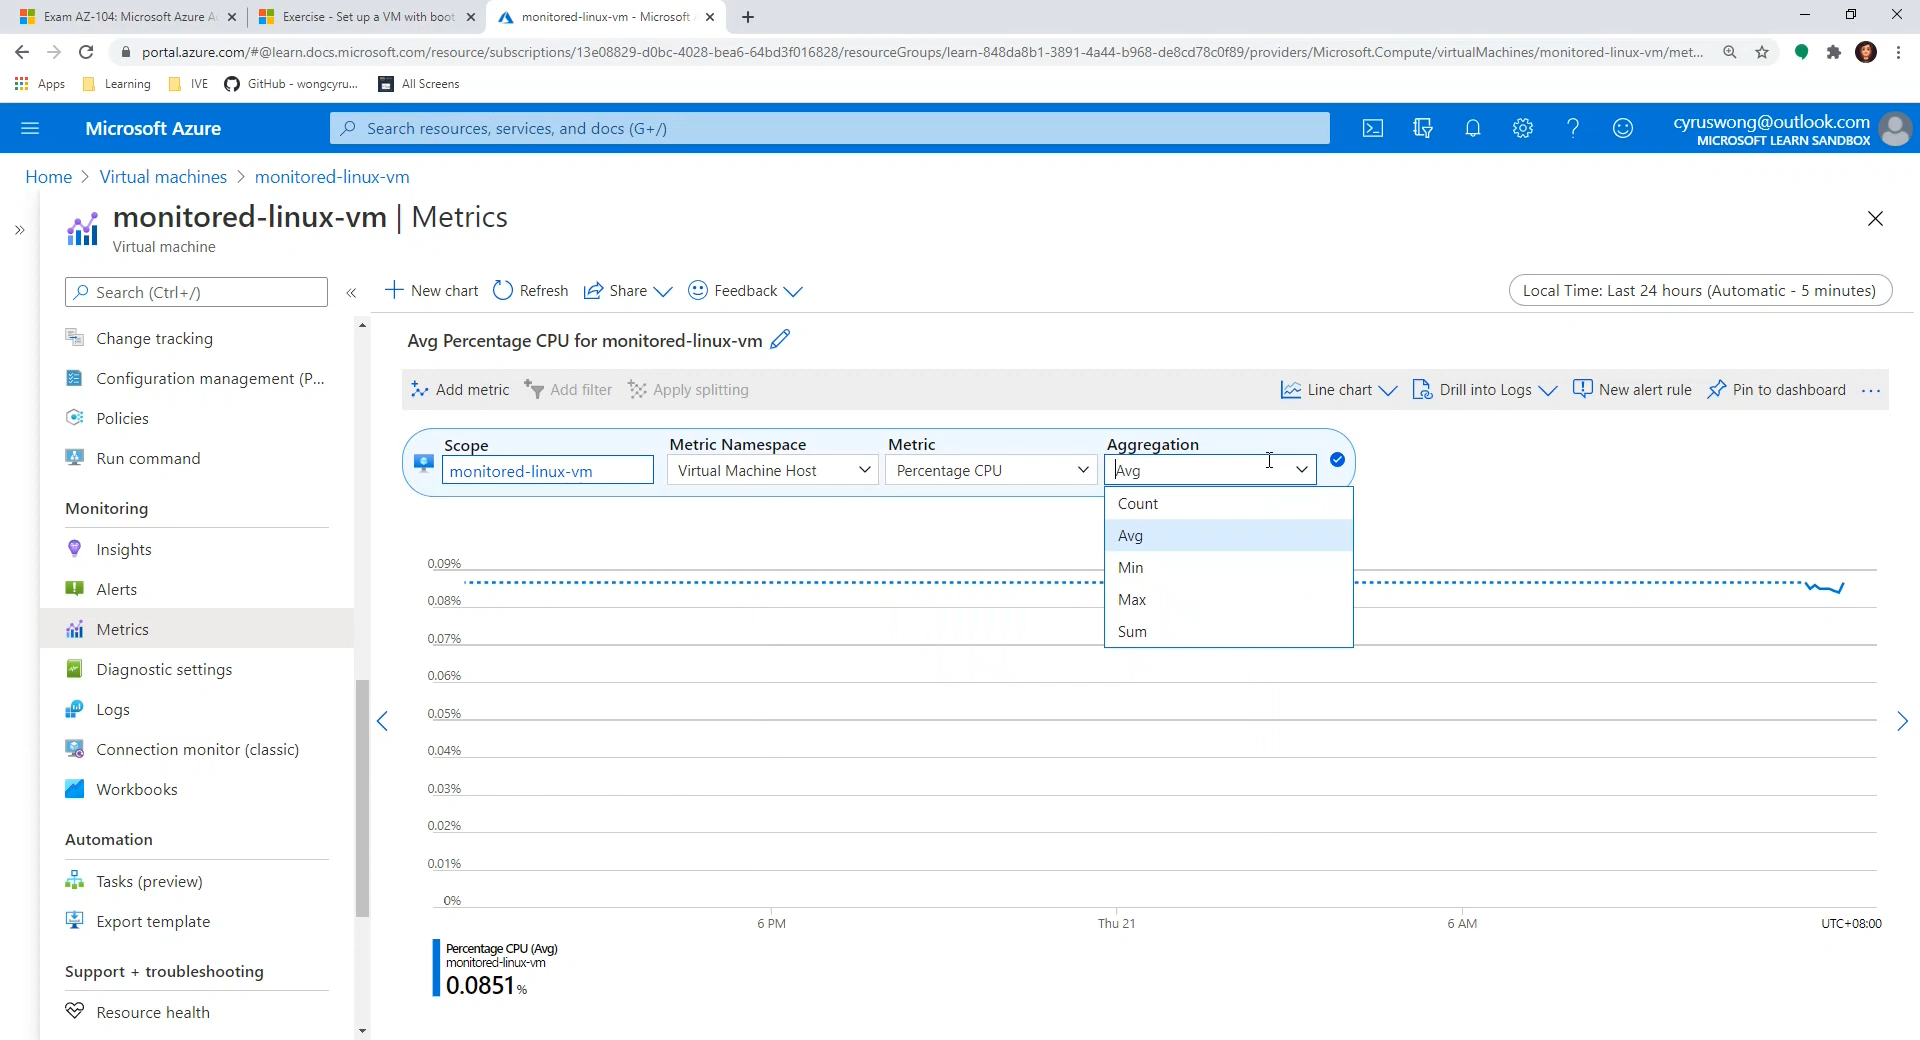 Exam AZ-104: Microsoft Azure A
Exercise - Set up a VM with boot
monitored-linux-vm - Microsoft
portal.azure.com/#@learn.docs.microsoft.com/resource/subscriptions/13e08829-d0bc-4028-bea6-64bd3f016828/resourceGroups/learn-848da8b1-3891-4a44-b968-de8cd78c0f89/providers/Microsoft.Compute/virtualMachines/monitored-linux-vm/met...
Apps
Learning
IVE
GitHub - wongcyru...
All Screens
Microsoft Azure
Search resources, services, and docs (G+/)
cyruswong@outlook.com
MICROSOFT LEARN SANDBOX
Home > Virtual machines > monitored-linux-vm
monitored-linux-vm | Metrics
Virtual machine
Search (Ctrl+/)
Change tracking
Configuration management (P...
Policies
Run command
Monitoring
Insights
Alerts
Metrics
Diagnostic settings
Logs
Connection monitor (classic)
Workbooks
Automation
Tasks (preview)
Export template
Support + troubleshooting
Resource health
New chart
Refresh
Share
Feedback
Local Time: Last 24 hours (Automatic - 5 minutes)
Avg Percentage CPU for monitored-linux-vm
Add metric
Add filter
Apply splitting
Line chart
Drill into Logs
New alert rule
Pin to dashboard
...
Scope
monitored-linux-vm
Metric Namespace
Virtual Machine Host
Metric
Percentage CPU
Aggregation
Avg
Count
Avg
Min
Max
Sum
0.09%
0.08%
0.07%
0.06%
0.05%
0.04%
0.03%
0.02%
0.01%
0%
6 PM
Thu 21
6 AM
UTC+08:00
Percentage CPU (Avg)
monitored-linux-vm
0.0851 %